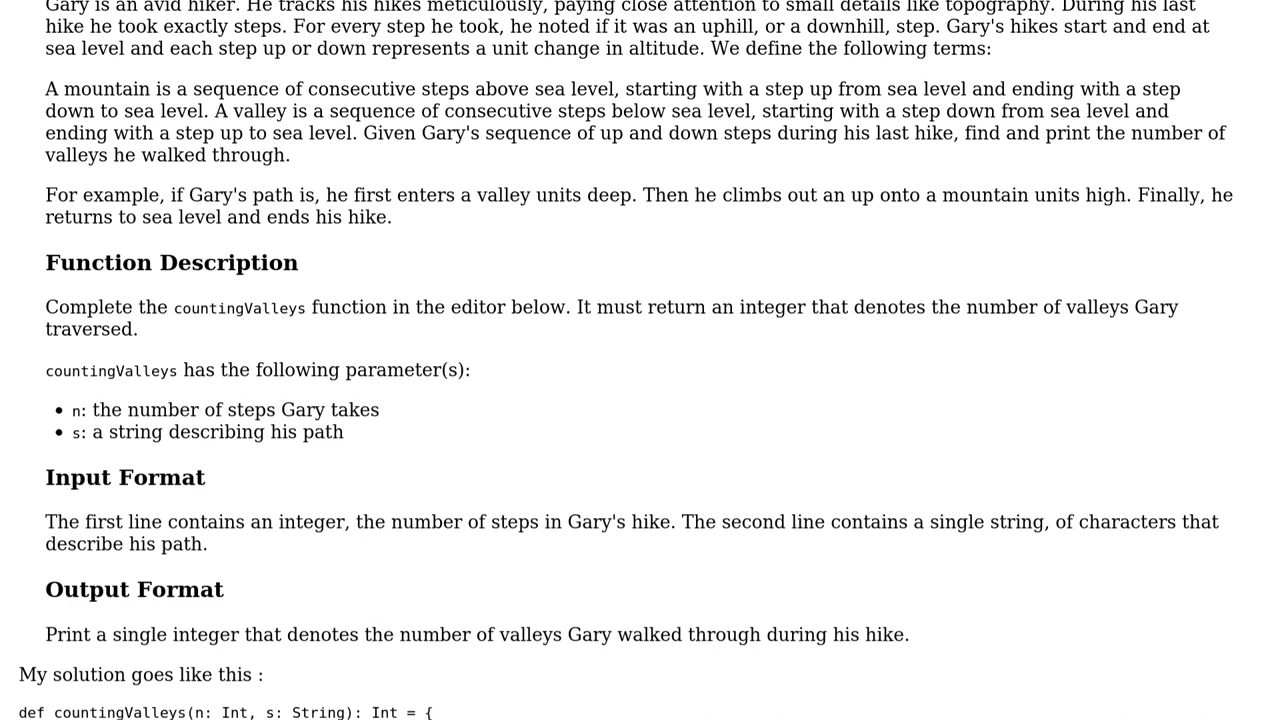 Gary is an avid hiker. He tracks his hikes meticulously, paying close attention to small details like topography. During his last
hike he took exactly steps. For every step he took, he noted if it was an uphill, or a downhill, step. Gary's hikes start and end at
sea level and each step up or down represents a unit change in altitude. We define the following terms:
A mountain is a sequence of consecutive steps above sea level, starting with a step up from sea level and ending with a step
down to sea level. A valley is a sequence of consecutive steps below sea level, starting with a step down from sea level and
ending with a step up to sea level. Given Gary's sequence of up and down steps during his last hike, find and print the number of
valleys he walked through.
For example, if Gary's path is, he first enters a valley units deep. Then he climbs out an up onto a mountain units high. Finally, he
returns to sea level and ends his hike.
Function Description
Complete the countingValleys function in the editor below. It must return an integer that denotes the number of valleys Gary
traversed.
countingValleys has the following parameter(s):
• n: the number of steps Gary takes
• s: a string describing his path
Input Format
The first line contains an integer, the number of steps in Gary's hike. The second line contains a single string, of characters that
describe his path.
Output Format
Print a single integer that denotes the number of valleys Gary walked through during his hike.
My solution goes like this :
def countingValleys(n: Int, s: String): Int = {